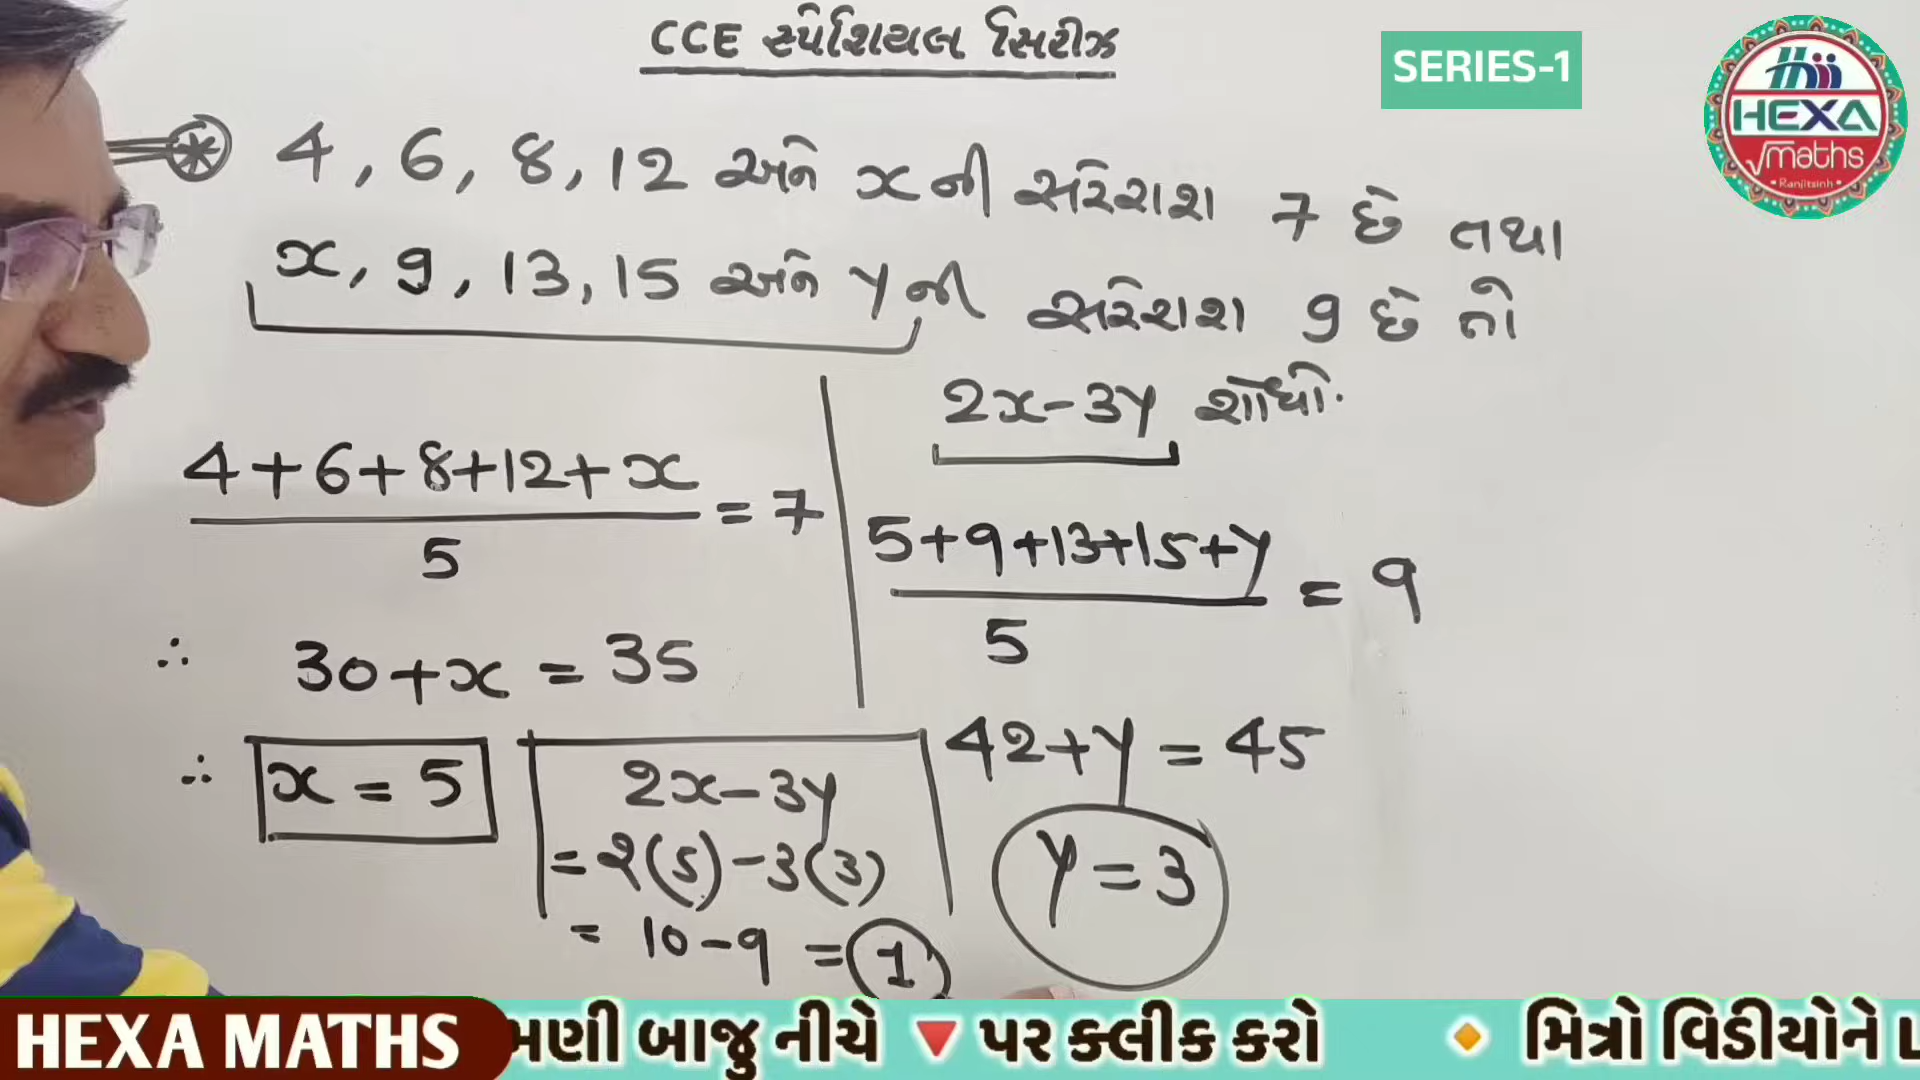 CCE સ્પેશિયલ સિરીઝ
SERIES-1
HEXA
√maths
Ranjitsinh
4, 6, 8, 12 અને x ની સરેરાશ 7 છે તથા
x, 9, 13, 15 અને y ની સરેરાશ 9 છે તો
2x-3y શોધો.
4+6+8+12+x
= 7
5
∴ 30+x = 35
∴ x = 5
5+9+13+15+y
= 9
5
42+y = 45
y = 3
2x-3y
= 2(5)-3(3)
= 10-9 = 1
HEXA MATHS
મણી બાજુ નીચે 🔻પર ક્લીક કરો 🔸 મિત્રો વિડીયોને L